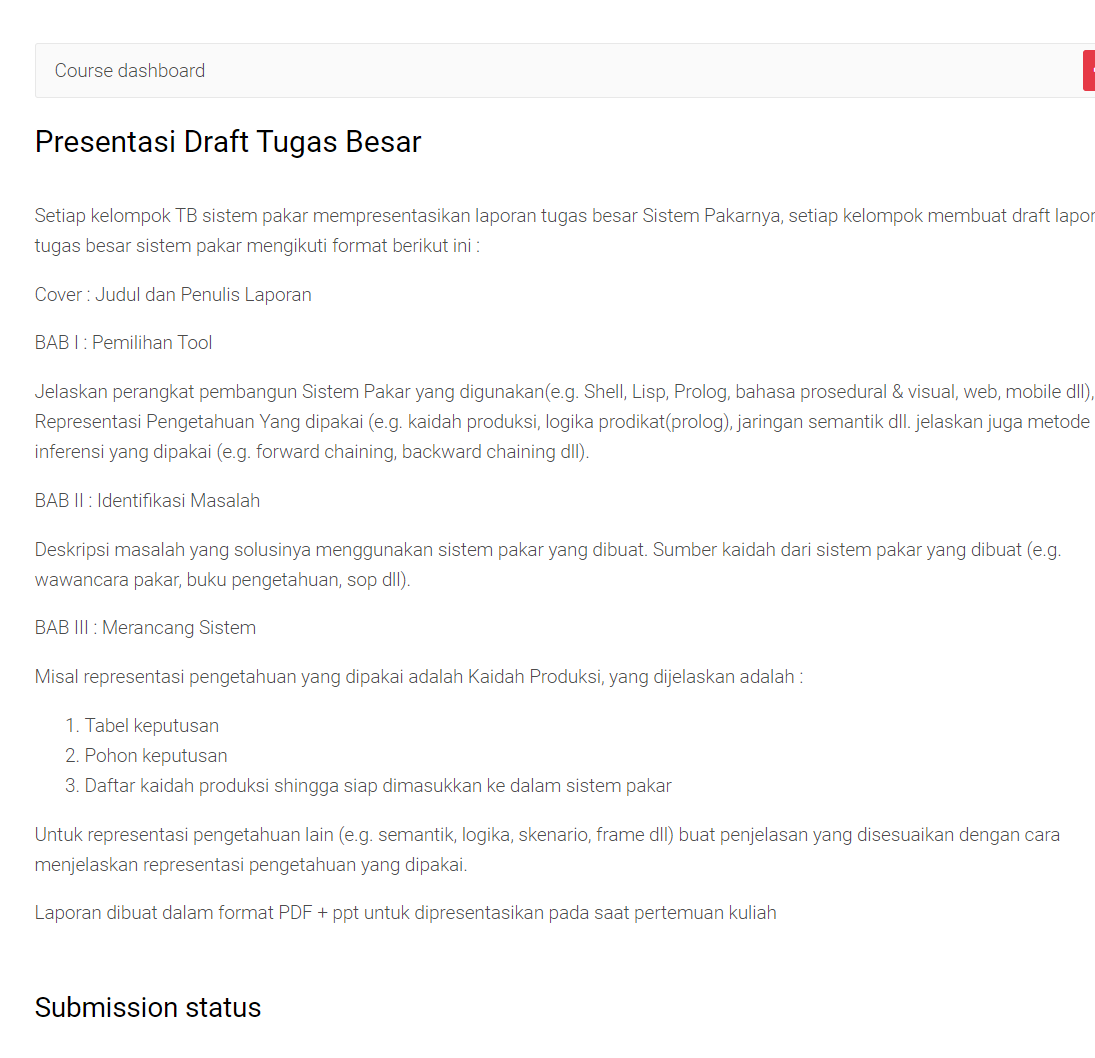 Course dashboard
Presentasi Draft Tugas Besar
Setiap kelompok TB sistem pakar mempresentasikan laporan tugas besar Sistem Pakarnya, setiap kelompok membuat draft lapor
tugas besar sistem pakar mengikuti format berikut ini :
Cover : Judul dan Penulis Laporan
BAB I : Pemilihan Tool
Jelaskan perangkat pembangun Sistem Pakar yang digunakan(e.g. Shell, Lisp, Prolog, bahasa prosedural & visual, web, mobile dll),
Representasi Pengetahuan Yang dipakai (e.g. kaidah produksi, logika prodikat(prolog), jaringan semantik dll. jelaskan juga metode
inferensi yang dipakai (e.g. forward chaining, backward chaining dll).
BAB II : Identifikasi Masalah
Deskripsi masalah yang solusinya menggunakan sistem pakar yang dibuat. Sumber kaidah dari sistem pakar yang dibuat (e.g.
wawancara pakar, buku pengetahuan, sop dll).
BAB III : Merancang Sistem
Misal representasi pengetahuan yang dipakai adalah Kaidah Produksi, yang dijelaskan adalah :
1. Tabel keputusan
2. Pohon keputusan
3. Daftar kaidah produksi shingga siap dimasukkan ke dalam sistem pakar
Untuk representasi pengetahuan lain (e.g. semantik, logika, skenario, frame dll) buat penjelasan yang disesuaikan dengan cara
menjelaskan representasi pengetahuan yang dipakai.
Laporan dibuat dalam format PDF + ppt untuk dipresentasikan pada saat pertemuan kuliah
Submission status